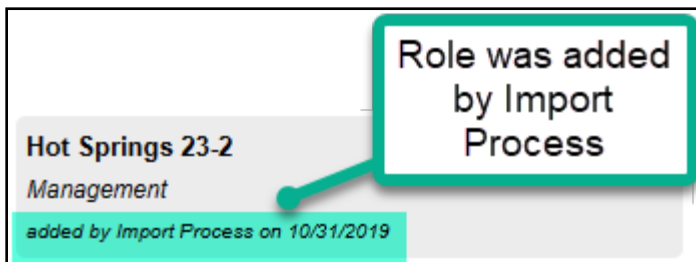 Role was added
by Import
Process
Hot Springs 23-2
Management
added by Import Process on 10/31/2019